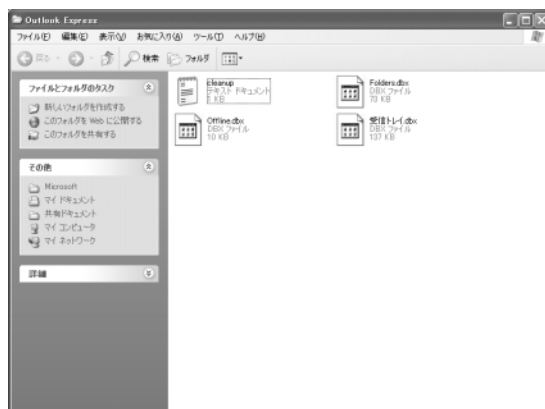 Outlook Express
ファイル(F) 編集(E) 表示(V) お気に入り(A) ツール(T) ヘルプ(H)
戻る 検索 フォルダ
ファイルとフォルダのタスク
新しいフォルダを作成する
このフォルダを Web に公開する
このフォルダを共有する
その他
Microsoft
マイ ドキュメント
共有ドキュメント
マイ コンピュータ
マイ ネットワーク
詳細
cleanup
テキスト ドキュメント
KB
Folders.dbx
DBX ファイル
73 KB
Offline.dbx
DBX ファイル
10 KB
受信トレイ.dbx
DBX ファイル
137 KB